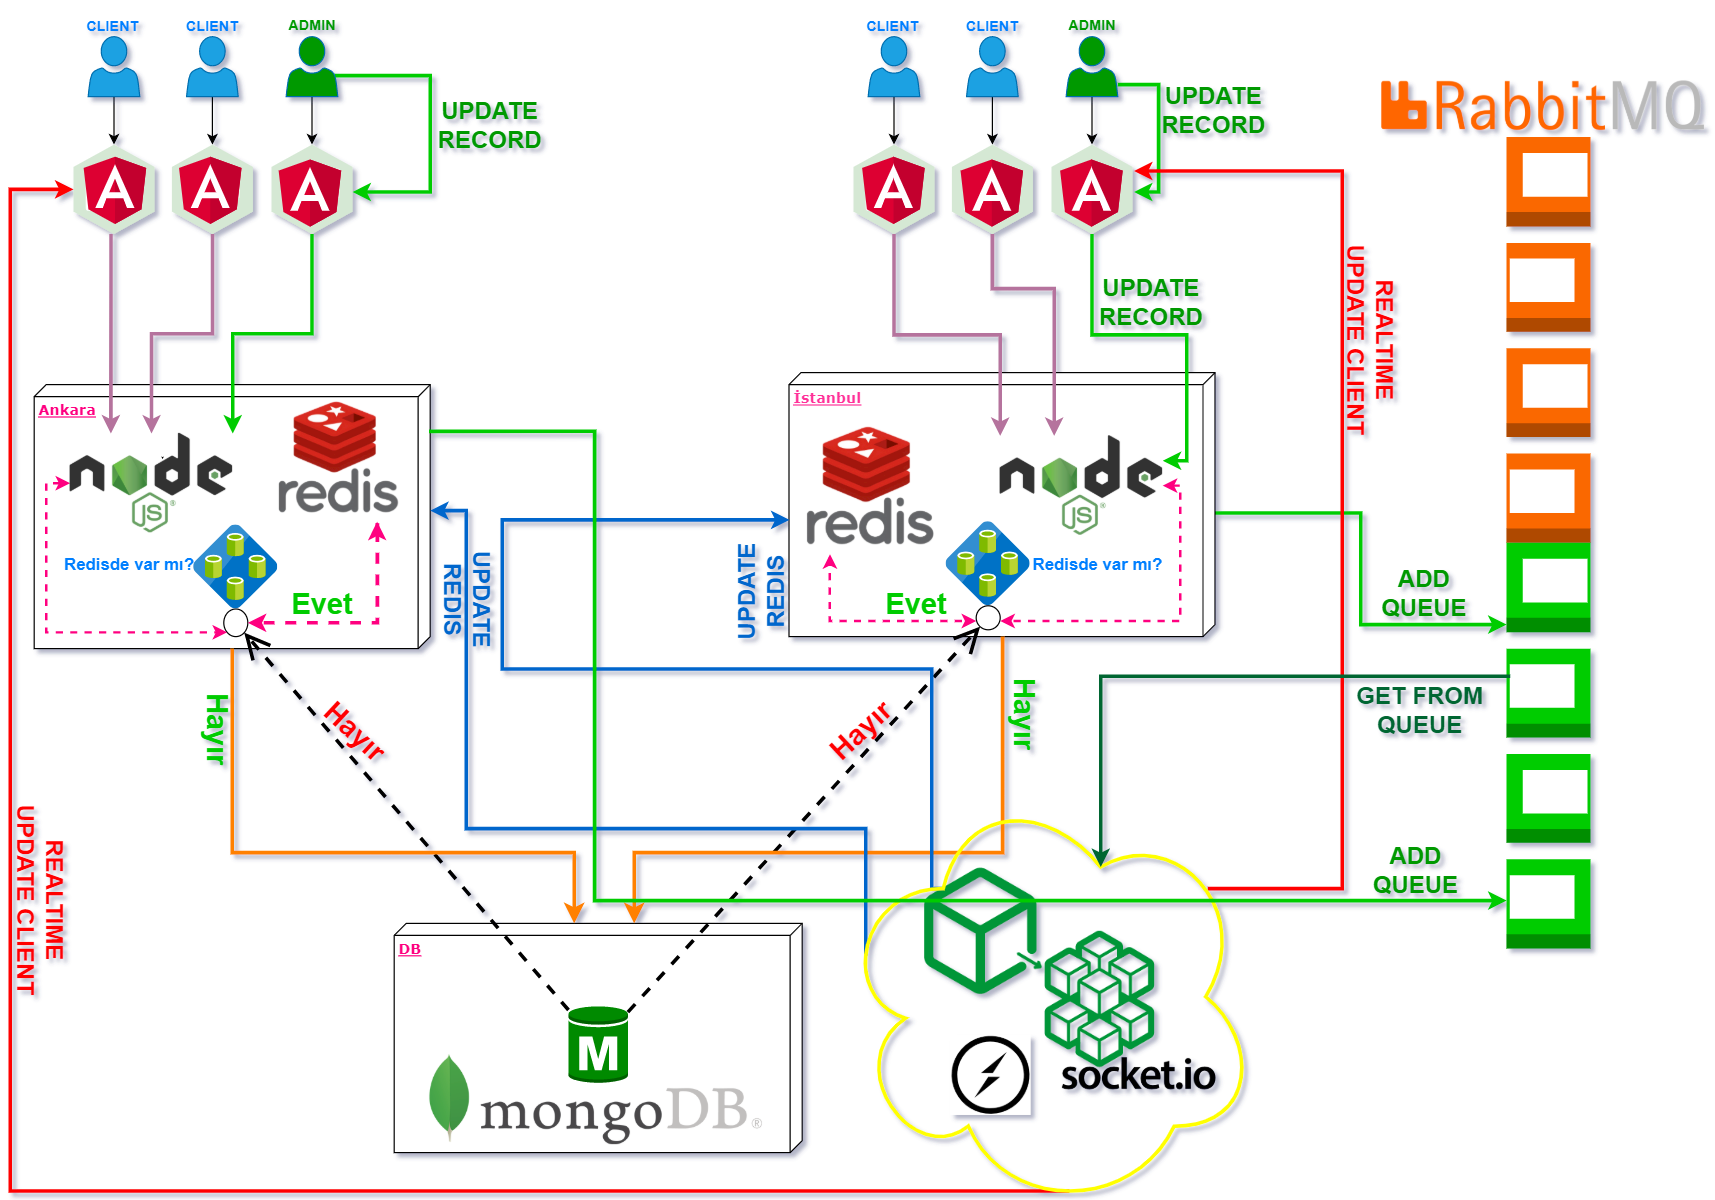 CLIENT
CLIENT
ADMIN
CLIENT
CLIENT
ADMIN
UPDATE
RECORD
UPDATE
RECORD
RabbitMQ
A
A
A
A
A
A
UPDATE
RECORD
REALTIME
UPDATE CLIENT
Ankara
node
JS
®
redis
Redisde var mı?
Evet
İstanbul
redis
node
JS
Redisde var mı?
Evet
UPDATE
REDIS
UPDATE
REDIS
ADD
QUEUE
GET FROM
QUEUE
Hayır
Hayır
Hayır
Hayır
REALTIME
UPDATE CLIENT
ADD
QUEUE
DB
M
mongoDB®
socket.io